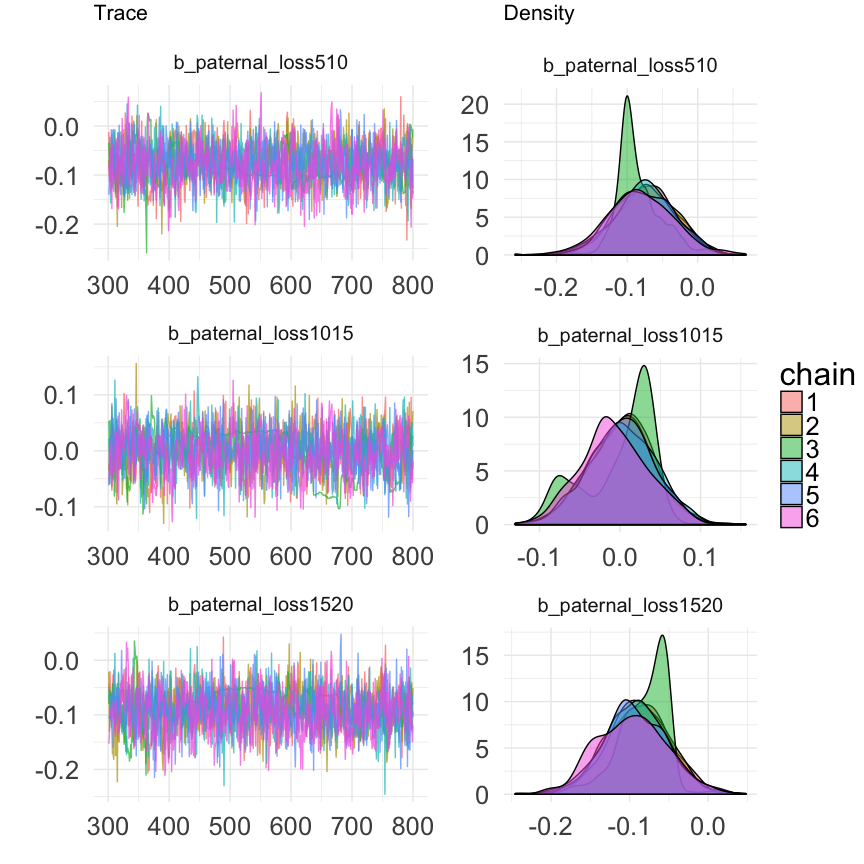 Trace
Density
b_paternal_loss510
0.0
-0.1
-0.2
300 400 500 600 700 800
b_paternal_loss510
20
15
10
5
0
-0.2 -0.1 0.0
b_paternal_loss1015
0.1
0.0
-0.1
300 400 500 600 700 800
b_paternal_loss1015
15
10
5
0
-0.1 0.0 0.1
b_paternal_loss1520
0.0
-0.1
-0.2
300 400 500 600 700 800
b_paternal_loss1520
15
10
5
0
-0.2 -0.1 0.0
chain
1
2
3
4
5
6